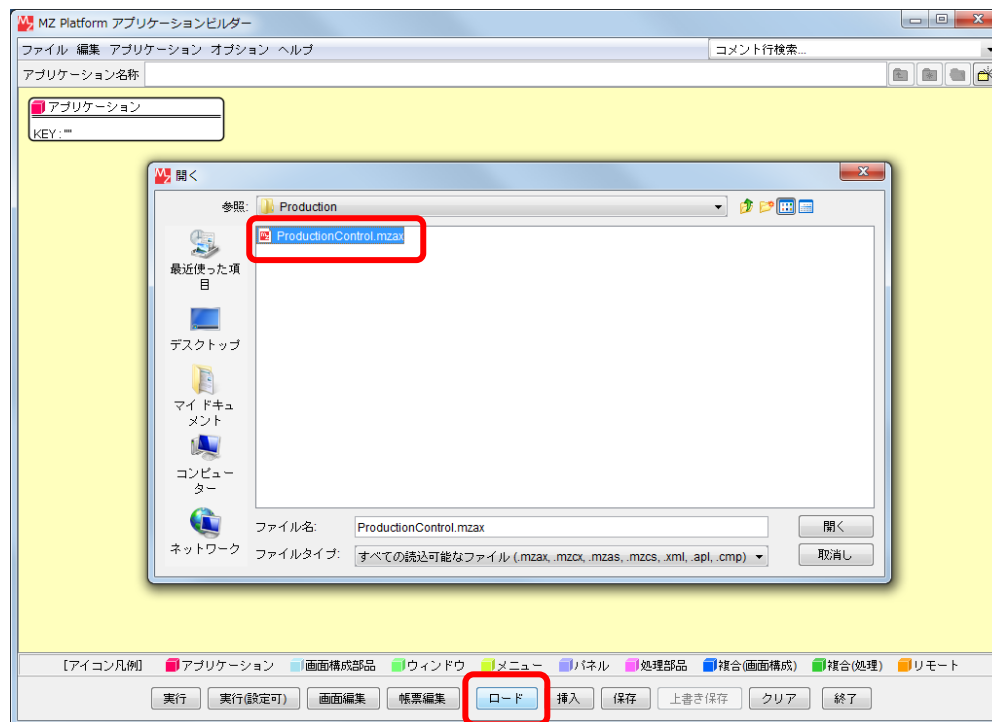 MZ Platform アプリケーションビルダー
ファイル 編集 アプリケーション オプション ヘルプ コメント行検索...
アプリケーション名称
アプリケーション
KEY:""
開く
参照: Production
ProductionControl.mzax
最近使った項
目
デスクトップ
マイ ドキュ
メント
コンピュー
ター
ネットワーク
ファイル名: ProductionControl.mzax 開く
ファイルタイプ: すべての読込可能なファイル (.mzax, .mzcx, .mzas, .mzcs, .xml, .apl, .cmp) 取消し
[アイコン凡例] アプリケーション 画面構成部品 ウィンドウ メニュー パネル 処理部品 複合(画面構成) 複合(処理) リモート
実行 実行(設定可) 画面編集 帳票編集 ロード 挿入 保存 上書き保存 クリア 終了